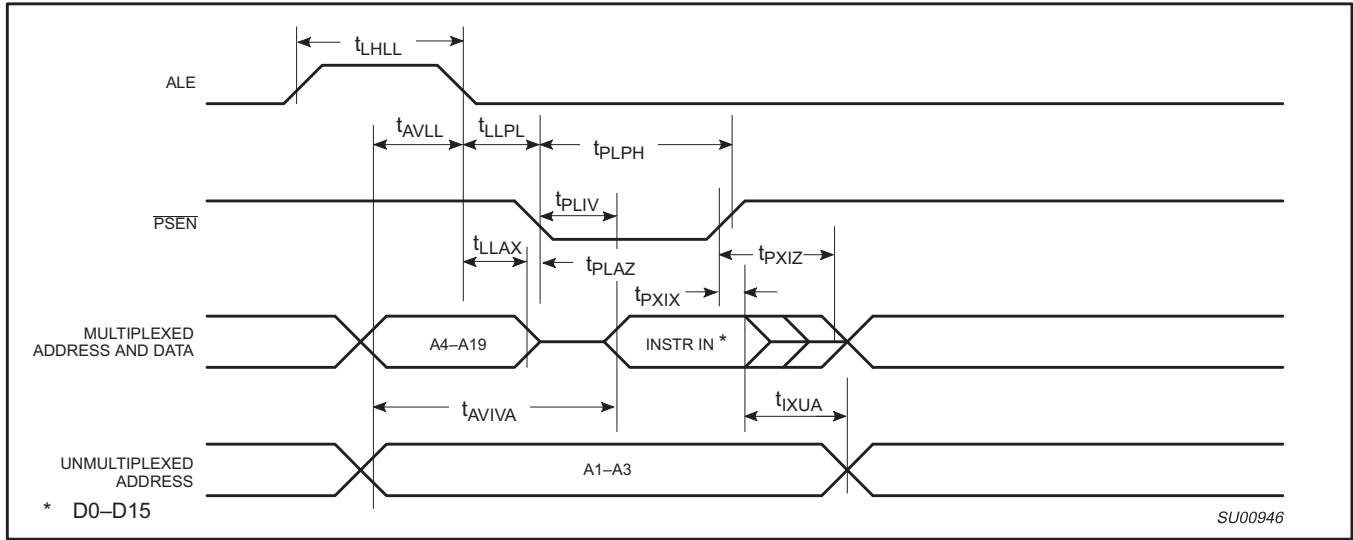 tLHLL
ALE
tAVLL
tLLPL
tPLPH
PSEN
tPLIV
tLLAX
tPLAZ
tPXIZ
tPXIX
MULTIPLEXED
ADDRESS AND DATA
A4–A19
INSTR IN *
tAVIVA
tIXUA
UNMULTIPLEXED
ADDRESS
A1–A3
* D0–D15
SU00946